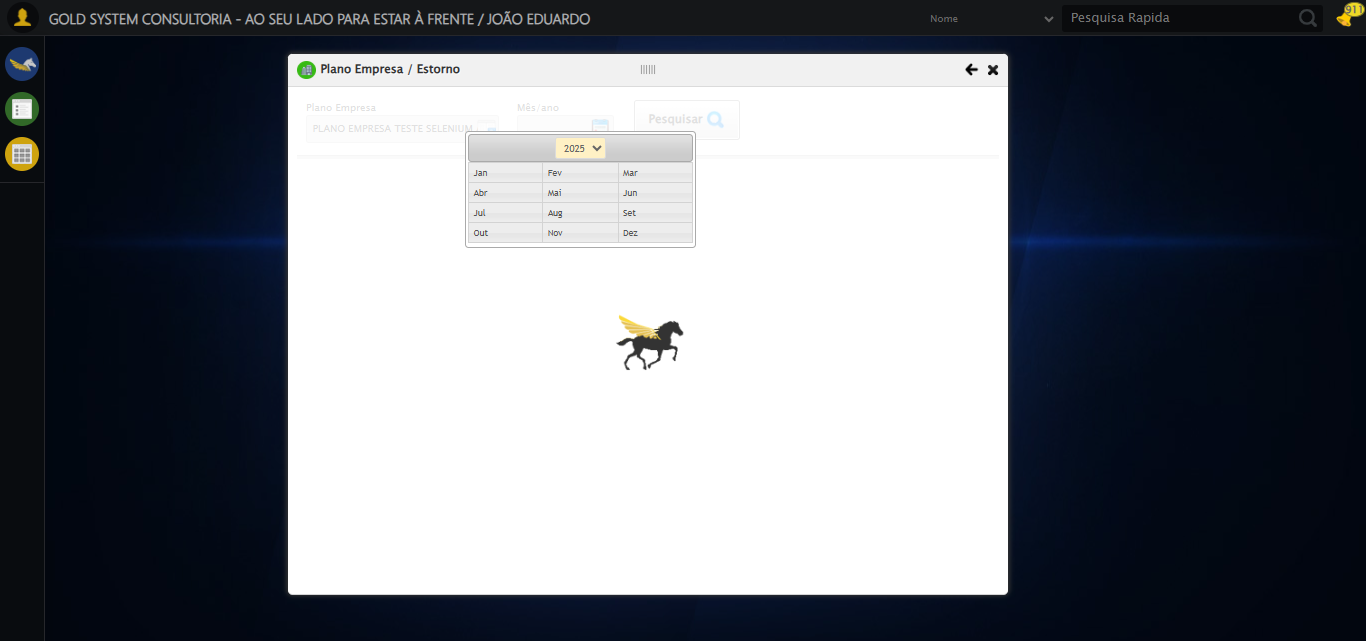 GOLD SYSTEM CONSULTORIA - AO SEU LADO PARA ESTAR À FRENTE / JOÃO EDUARDO
Nome
Pesquisa Rapida
911
Plano Empresa / Estorno
Plano Empresa
Mês/ano
PLANO EMPRESA TESTE SELENIUM
Pesquisar
2025
Jan Fev Mar
Abr Mai Jun
Jul Aug Set
Out Nov Dez